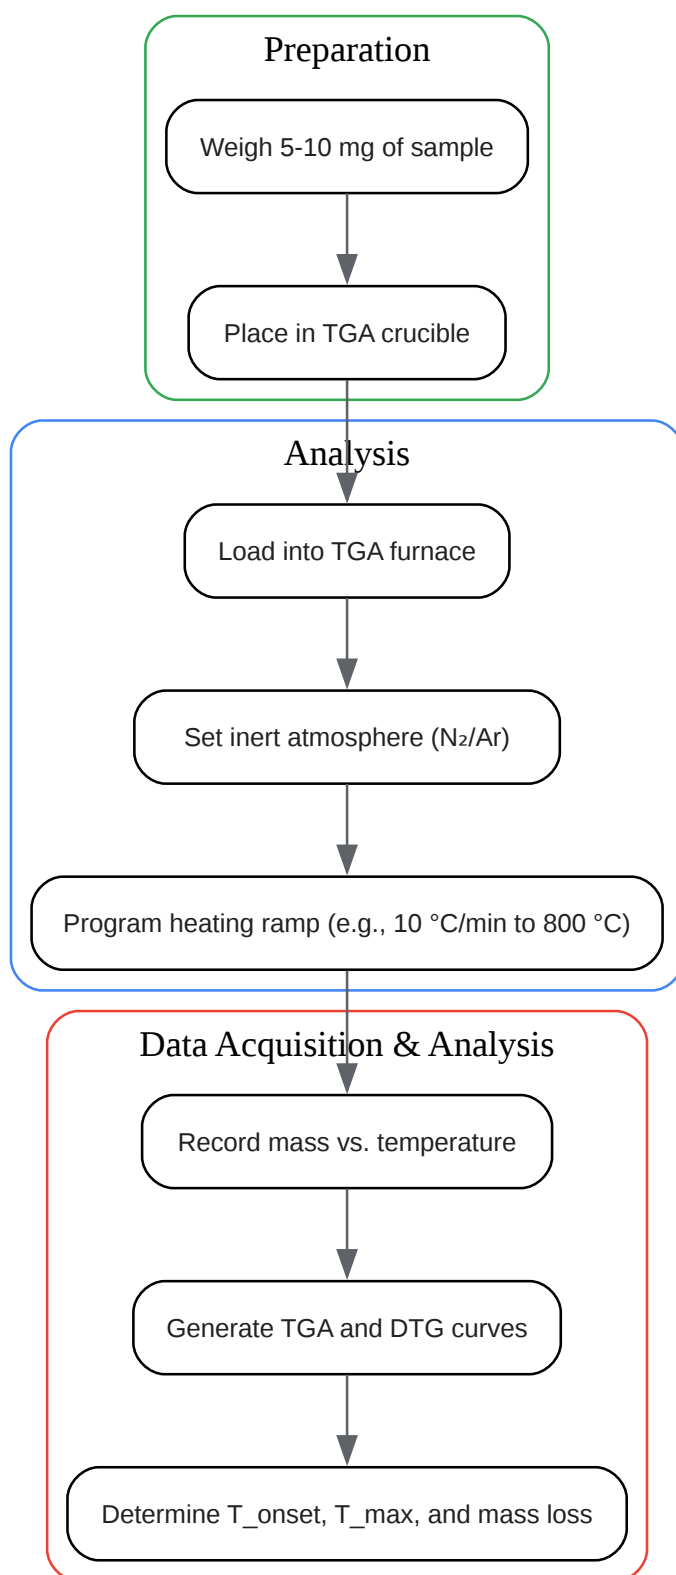 Preparation
Weigh 5-10 mg of sample
Place in TGA crucible
Analysis
Load into TGA furnace
Set inert atmosphere (N₂/Ar)
Program heating ramp (e.g., 10 °C/min to 800 °C)
Data Acquisition & Analysis
Record mass vs. temperature
Generate TGA and DTG curves
Determine T_onset, T_max, and mass loss